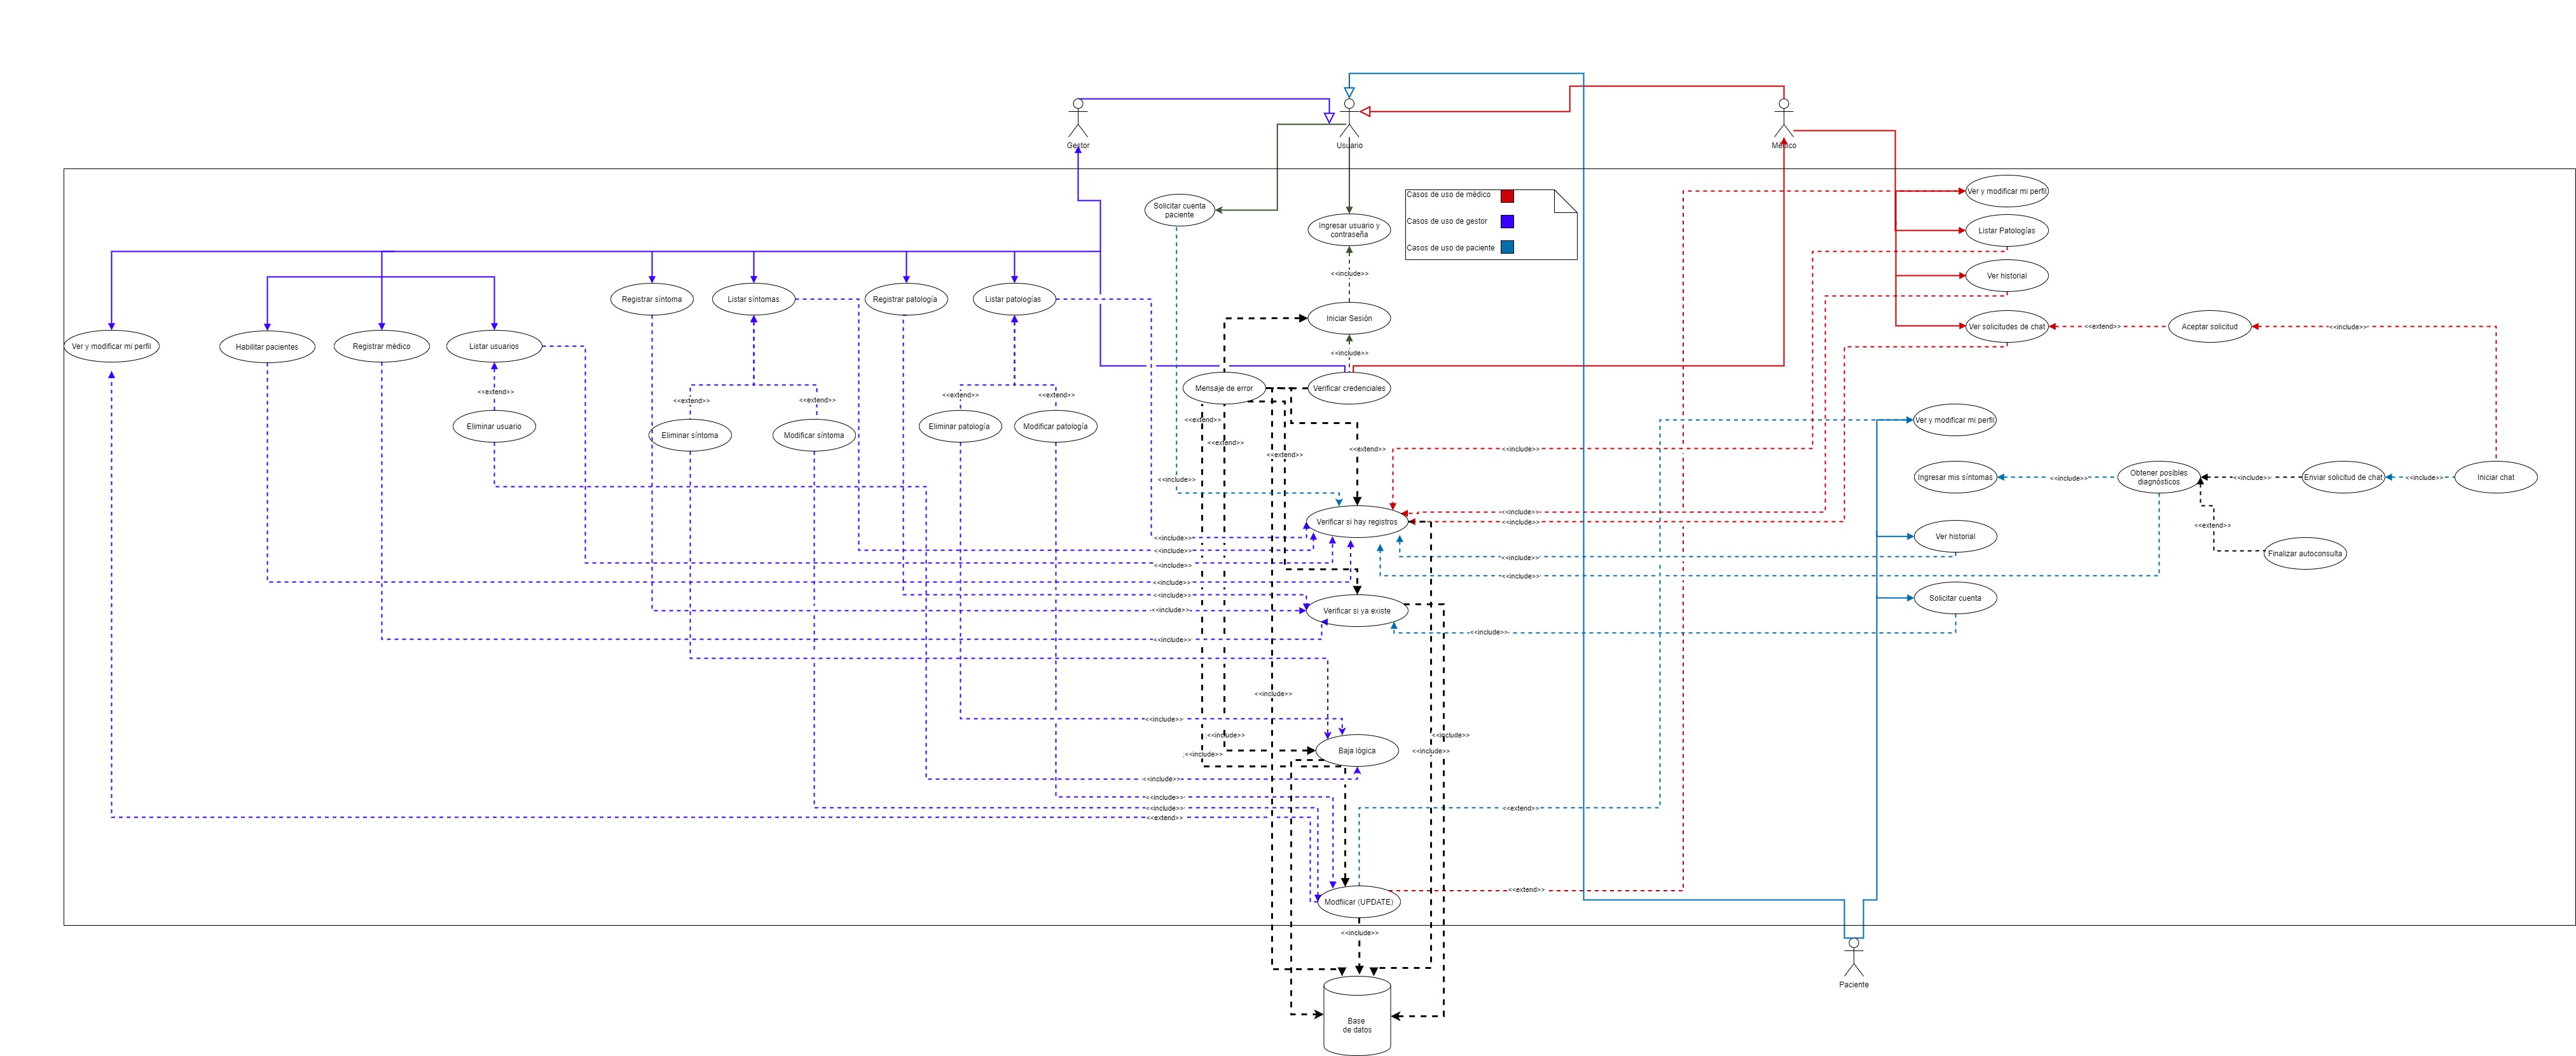 Gestor
Usuario
Médico
Solicitar cuenta
paciente
Ingresar usuario y
contraseña
Casos de uso de médico
Casos de uso de gestor
Casos de uso de paciente
Ver y modificar mi perfil
Listar Patologías
Ver historial
<<include>>
Registrar síntoma
Listar síntomas
Registrar patología
Listar patologías
Iniciar Sesión
Ver solicitudes de chat
<<extend>>
Aceptar solicitud
<<include>>
Ver y modificar mi perfil
Habilitar pacientes
Registrar médico
Listar usuarios
<<include>>
<<extend>>
Mensaje de error
Verificar credenciales
<<extend>>
<<extend>>
<<extend>>
<<extend>>
Eliminar usuario
Eliminar síntoma
Modificar síntoma
Eliminar patología
Modificar patología
<<extend>>
<<extend>>
<<extend>>
<<extend>>
<<include>>
Ver y modificar mi perfil
<<include>>
Ingresar mis síntomas
<<include>>
Obtener posibles
diagnósticos
<<include>>
Enviar solicitud de chat
<<include>>
Iniciar chat
<<include>>
Verificar si hay registros
<<include>>
<<extend>>
<<include>>
<<include>>
<<include>>
<<include>>
Ver historial
Finalizar autoconsulta
<<include>>
<<include>>
<<include>>
<<include>>
Verificar si ya existe
Solicitar cuenta
<<include>>
<<include>>
<<include>>
<<include>>
<<include>>
<<include>>
<<include>>
<<include>>
Baja lógica
<<include>>
<<include>>
<<include>>
<<include>>
<<extend>>
<<extend>>
<<extend>>
Modfiicar (UPDATE)
<<include>>
Paciente
Base
de datos